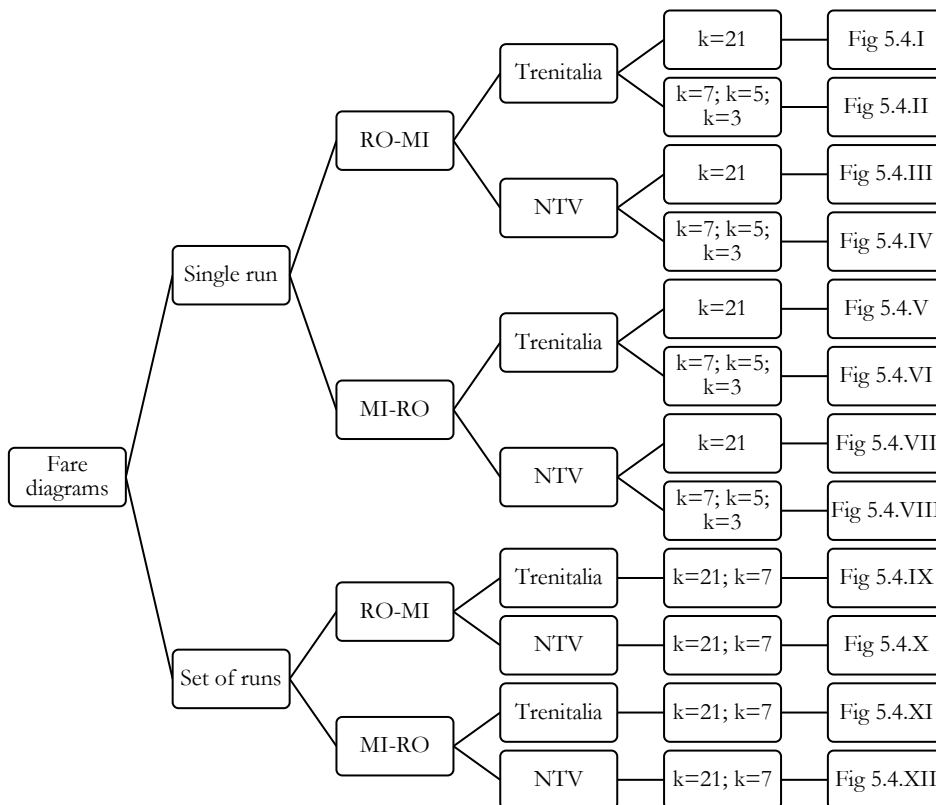 Fare
diagrams
Single run
RO-MI
Trenitalia
k=21
Fig 5.4.I
k=7; k=5;
k=3
Fig 5.4.II
NTV
k=21
Fig 5.4.III
k=7; k=5;
k=3
Fig 5.4.IV
MI-RO
Trenitalia
k=21
Fig 5.4.V
k=7; k=5;
k=3
Fig 5.4.VI
NTV
k=21
Fig 5.4.VII
k=7; k=5;
k=3
Fig 5.4.VIII
Set of runs
RO-MI
Trenitalia
k=21; k=7
Fig 5.4.IX
NTV
k=21; k=7
Fig 5.4.X
MI-RO
Trenitalia
k=21; k=7
Fig 5.4.XI
NTV
k=21; k=7
Fig 5.4.XII